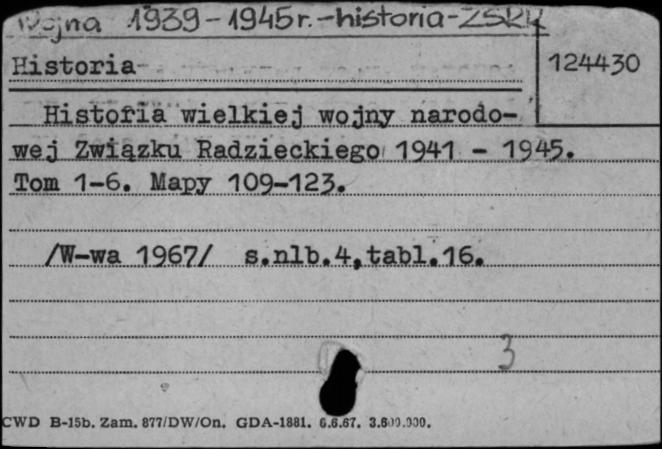 Wojna 1939-1945r.-historia-ZSRR
Historia
124430
Historia wielkiej wojny narodo-
wej Związku Radzieckiego 1941 - 1945.
Tom 1-6. Mapy 109-123.
/W-wa 1967/ s.nlb.4,tabl.16.
3
CWD B-15b. Zam. 877/DW/On. GDA-1881. 6.6.67. 3.600.000.